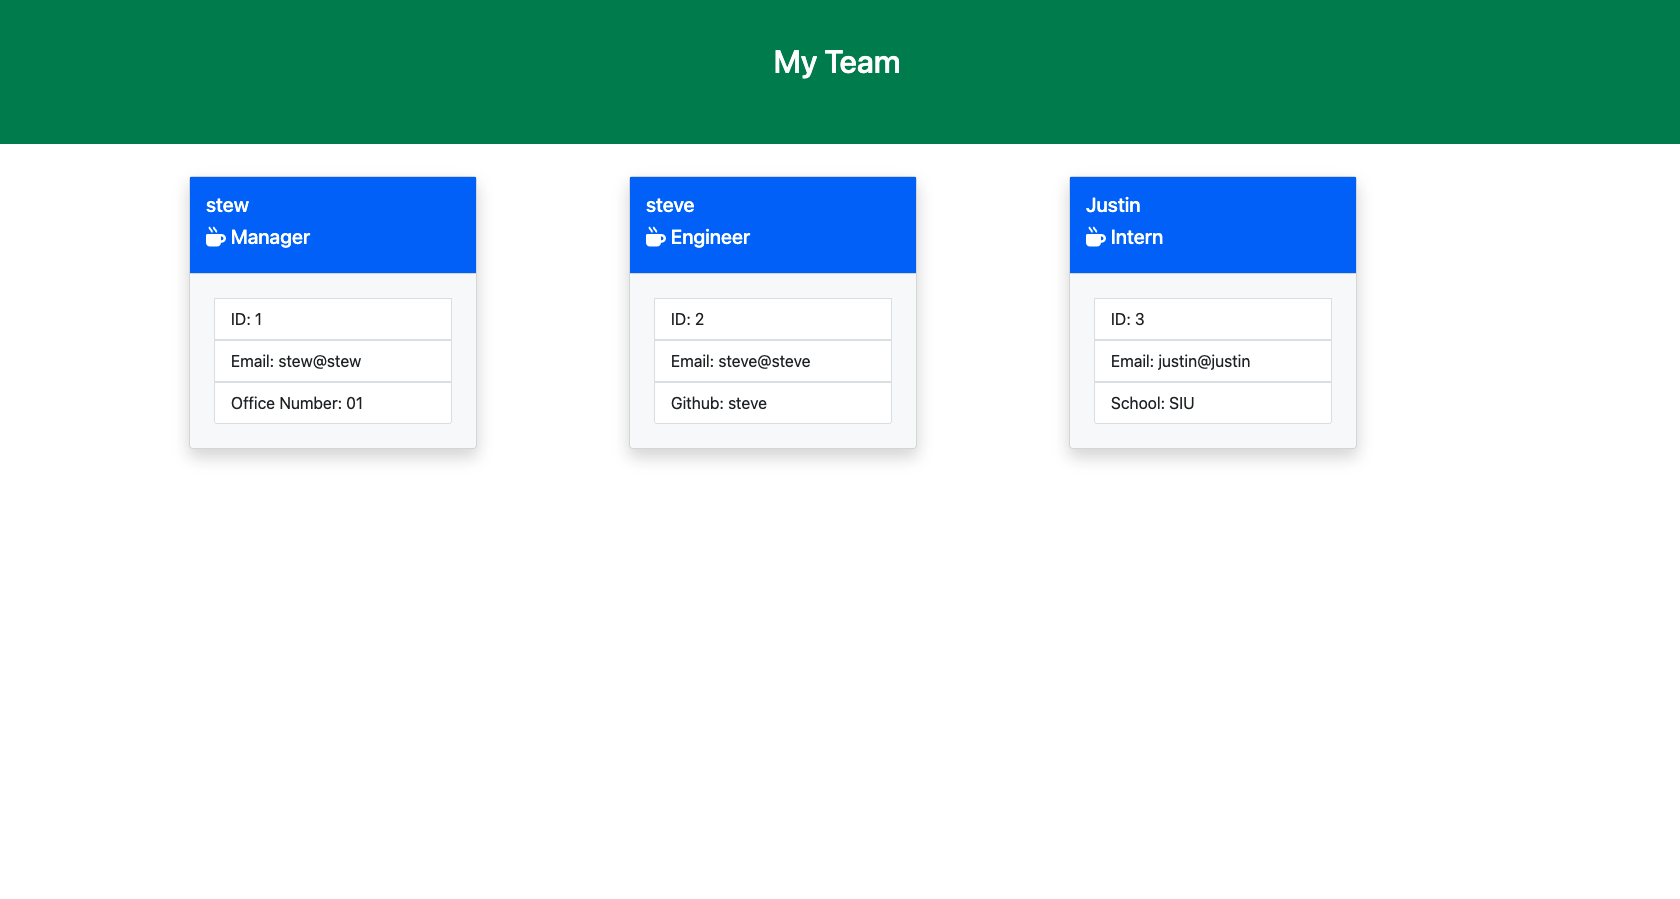 My Team
stew
Manager
ID: 1
Email: stew@stew
Office Number: 01
steve
Engineer
ID: 2
Email: steve@steve
Github: steve
Justin
Intern
ID: 3
Email: justin@justin
School: SIU